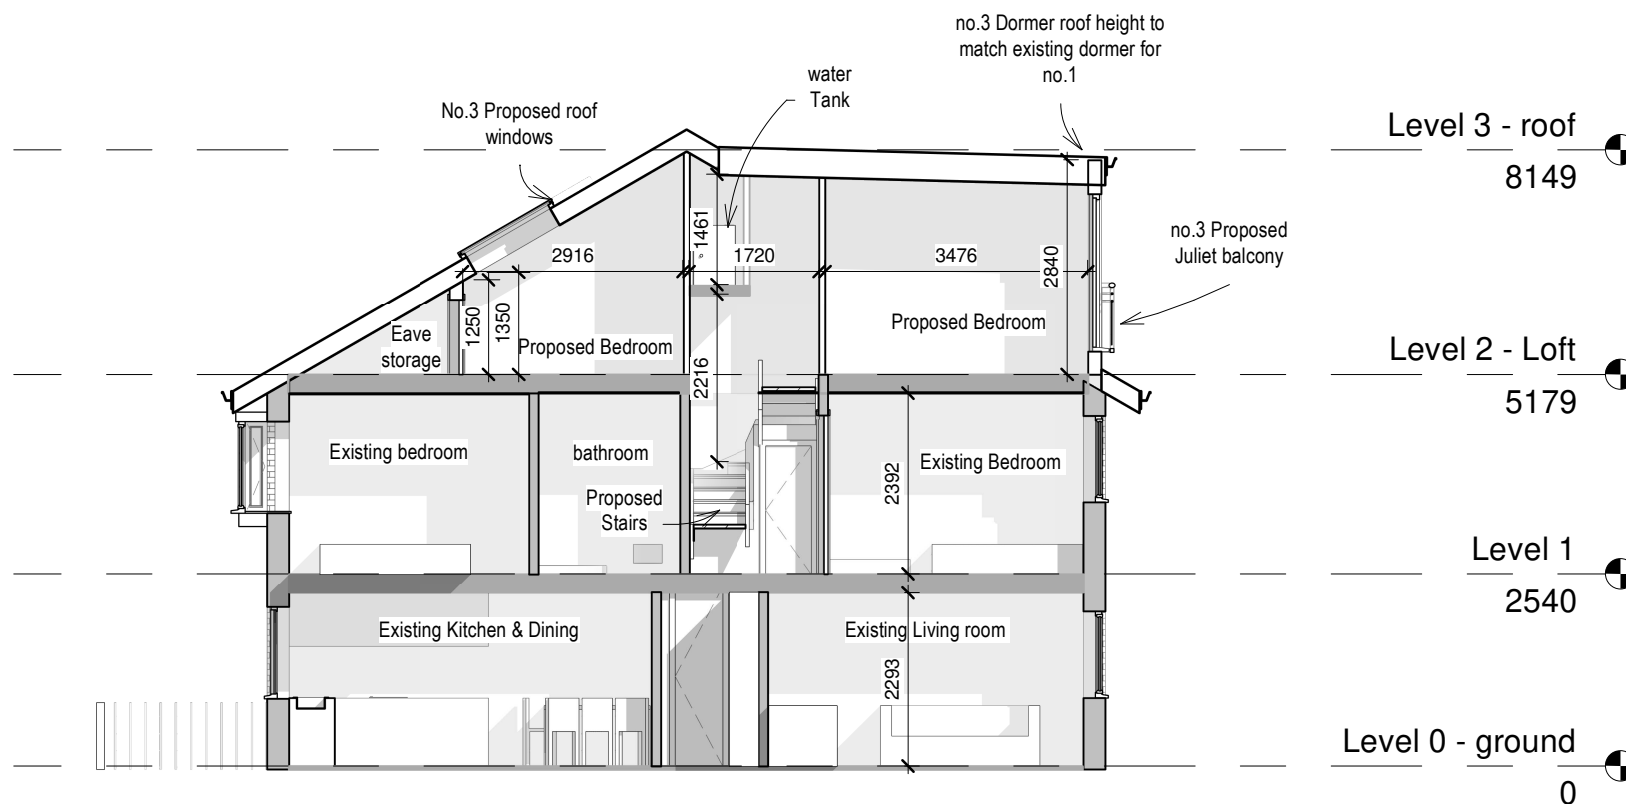 no.3 Dormer roof height to
match existing dormer for
no.1
water
Tank
No.3 Proposed roof
windows
Level 3 - roof
8149
no.3 Proposed
Juliet balcony
1461
2916
1720
3476
2840
1250
1350
Eave
storage
Proposed Bedroom
Proposed Bedroom
Level 2 - Loft
5179
2216
Existing bedroom
bathroom
Existing Bedroom
2392
Proposed
Stairs
Level 1
2540
Existing Kitchen & Dining
Existing Living room
2293
Level 0 - ground
0